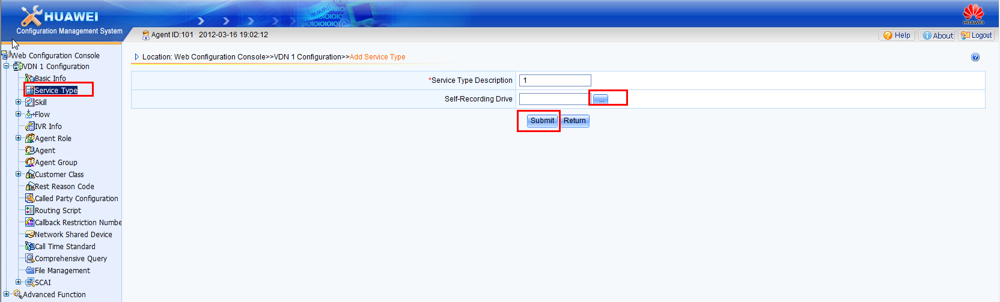 HUAWEI
Configuration Management System
HUAWEI
Agent ID:101 2012-03-16 19:02:12
Help
About
Logout
Web Configuration Console
VDN 1 Configuration
Basic Info
Service Type
Skill
Flow
IVR Info
Agent Role
Agent
Agent Group
Customer Class
Rest Reason Code
Called Party Configuration
Routing Script
Callback Restriction Numbe
Network Shared Device
Call Time Standard
Comprehensive Query
File Management
SCAI
Advanced Function
Location: Web Configuration Console>>VDN 1 Configuration>>Add Service Type
*Service Type Description 1
Self-Recording Drive ...
Submit Return